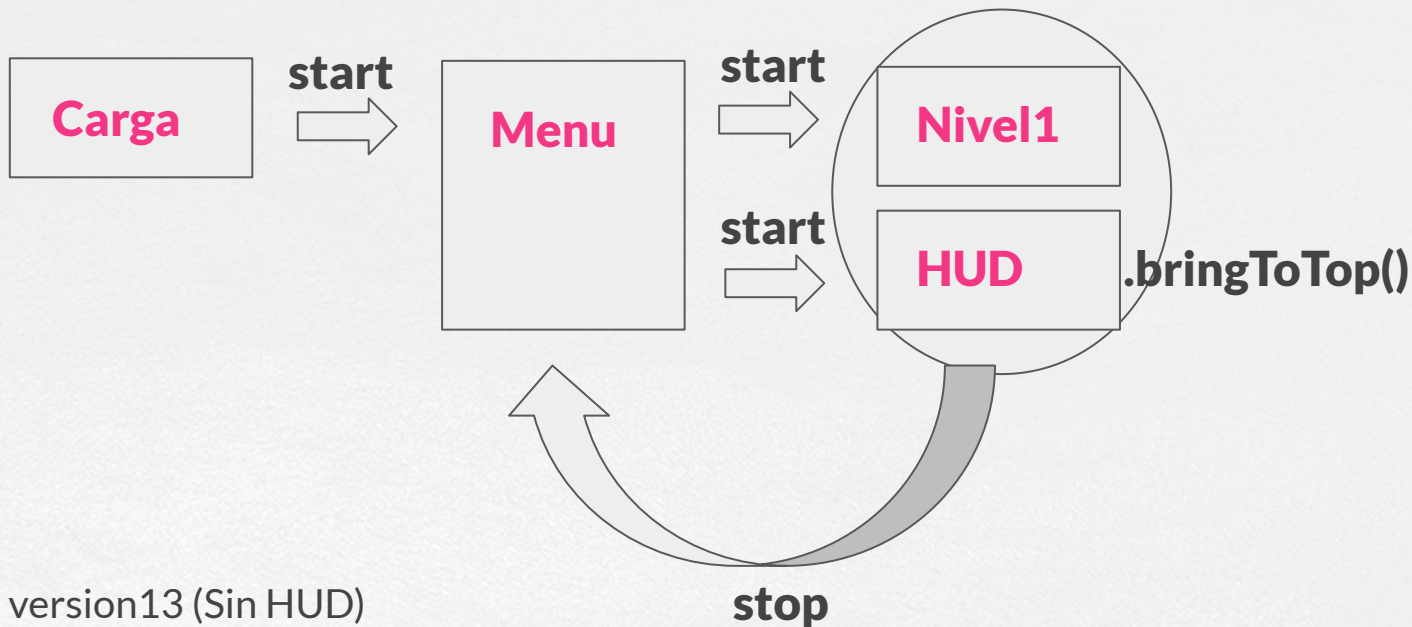 Carga
start
Menu
start
Nivel1
start
HUD
.bringToTop()
version13 (Sin HUD)
stop